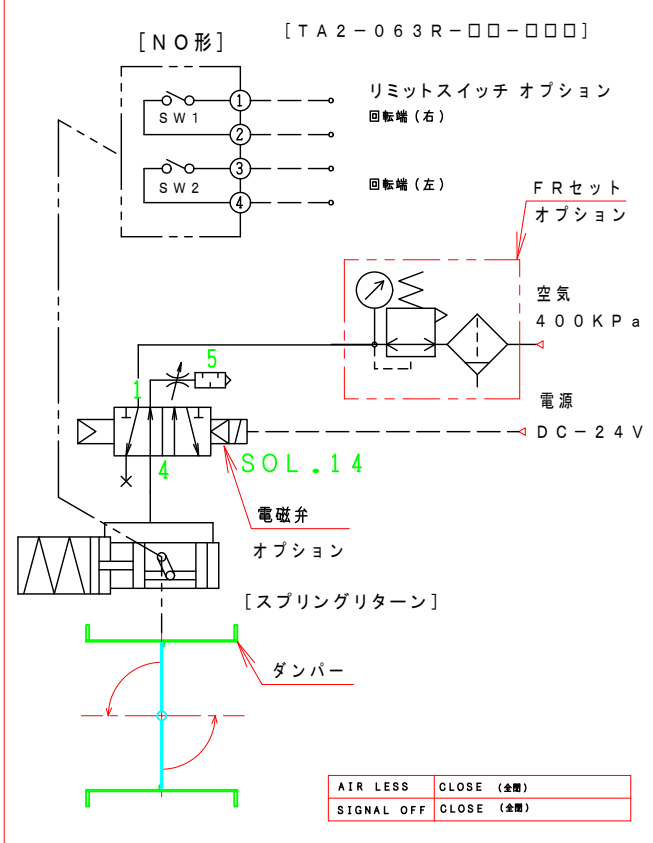 [TA2-063R-□□-□□□]
[NO形]
リミットスイッチ オプション
SW1
①
②
回転端(右)
SW2
③
④
回転端(左)
FRセット
オプション
空気
400KPa
電源
DC-24V
5
1
4
SOL.14
電磁弁
オプション
[スプリングリターン]
ダンパー
AIR LESS CLOSE (全閉)
SIGNAL OFF CLOSE (全閉)